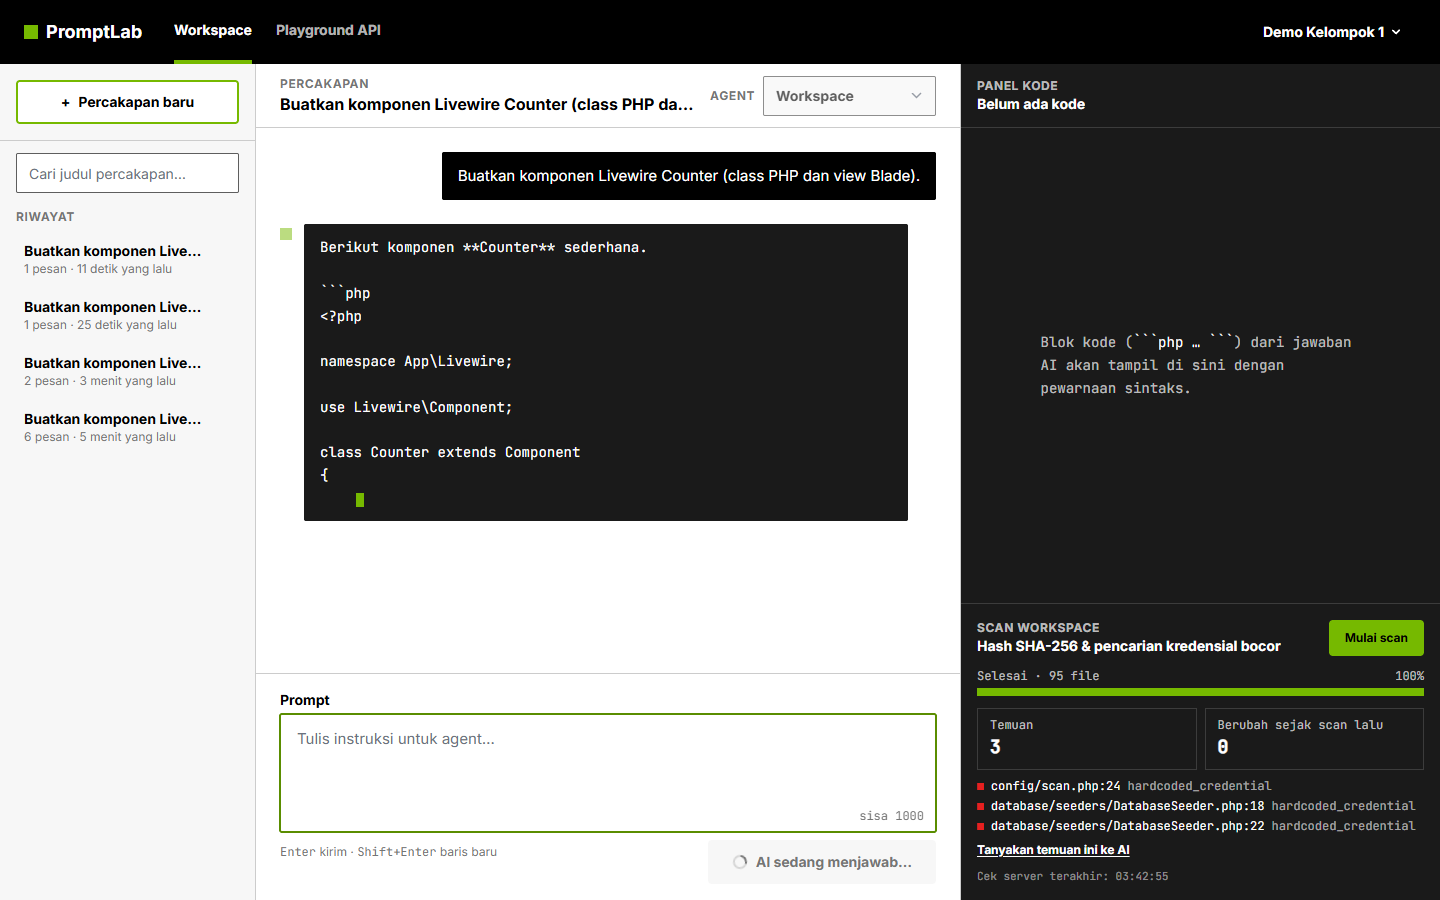 PromptLab
Workspace
Playground API
Demo Kelompok 1
+ Percakapan baru
Cari judul percakapan...
RIWAYAT
Buatkan komponen Live...
1 pesan · 11 detik yang lalu
Buatkan komponen Live...
1 pesan · 25 detik yang lalu
Buatkan komponen Live...
2 pesan · 3 menit yang lalu
Buatkan komponen Live...
6 pesan · 5 menit yang lalu
PERCAKAPAN
Buatkan komponen Livewire Counter (class PHP da...
AGENT
Workspace
Buatkan komponen Livewire Counter (class PHP dan view Blade).
Berikut komponen **Counter** sederhana.
```php
<?php
namespace App\Livewire;
use Livewire\Component;
class Counter extends Component
{
Prompt
Tulis instruksi untuk agent...
sisa 1000
Enter kirim · Shift+Enter baris baru
AI sedang menjawab...
PANEL KODE
Belum ada kode
Blok kode (```php … ```) dari jawaban
AI akan tampil di sini dengan
pewarnaan sintaks.
SCAN WORKSPACE
Hash SHA-256 & pencarian kredensial bocor
Mulai scan
Selesai · 95 file
100%
Temuan
3
Berubah sejak scan lalu
0
config/scan.php:24 hardcoded_credential
database/seeders/DatabaseSeeder.php:18 hardcoded_credential
database/seeders/DatabaseSeeder.php:22 hardcoded_credential
Tanyakan temuan ini ke AI
Cek server terakhir: 03:42:55